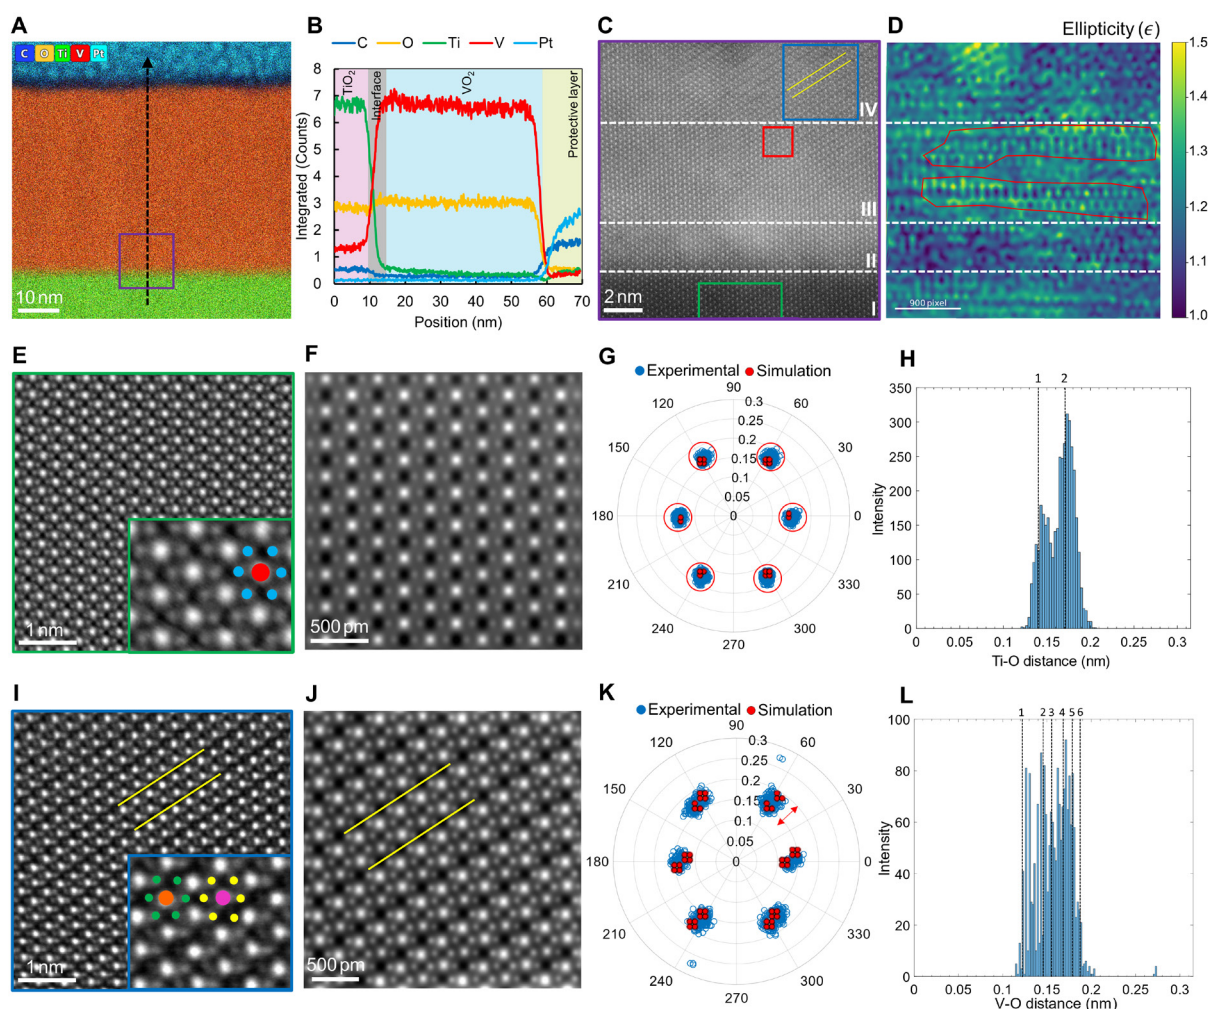 A
C O Ti V Pt
10 nm
B
C O Ti V Pt
Integrated (Counts)
8
7
6
5
4
3
2
1
0
TiO2
Interface
VO2
Protective layer
0 10 20 30 40 50 60 70
Position (nm)
C
IV
III
II
I
2 nm
D
Ellipticity (ϵ)
900 pixel
1.5
1.4
1.3
1.2
1.1
1.0
E
1 nm
F
500 pm
G
Experimental Simulation
90
120 60
150 30
180 0
210 330
240 300
270
0.3
0.25
0.2
0.15
0.1
0.05
0
H
1 2
Intensity
350
300
250
200
150
100
50
0
0 0.05 0.1 0.15 0.2 0.25 0.3
Ti-O distance (nm)
I
1 nm
J
500 pm
K
Experimental Simulation
90
120 60
150 30
180 0
210 330
240 300
270
0.3
0.25
0.2
0.15
0.1
0.05
0
L
1 2 3 4 5 6
Intensity
100
80
60
40
20
0
0 0.05 0.1 0.15 0.2 0.25 0.3
V-O distance (nm)